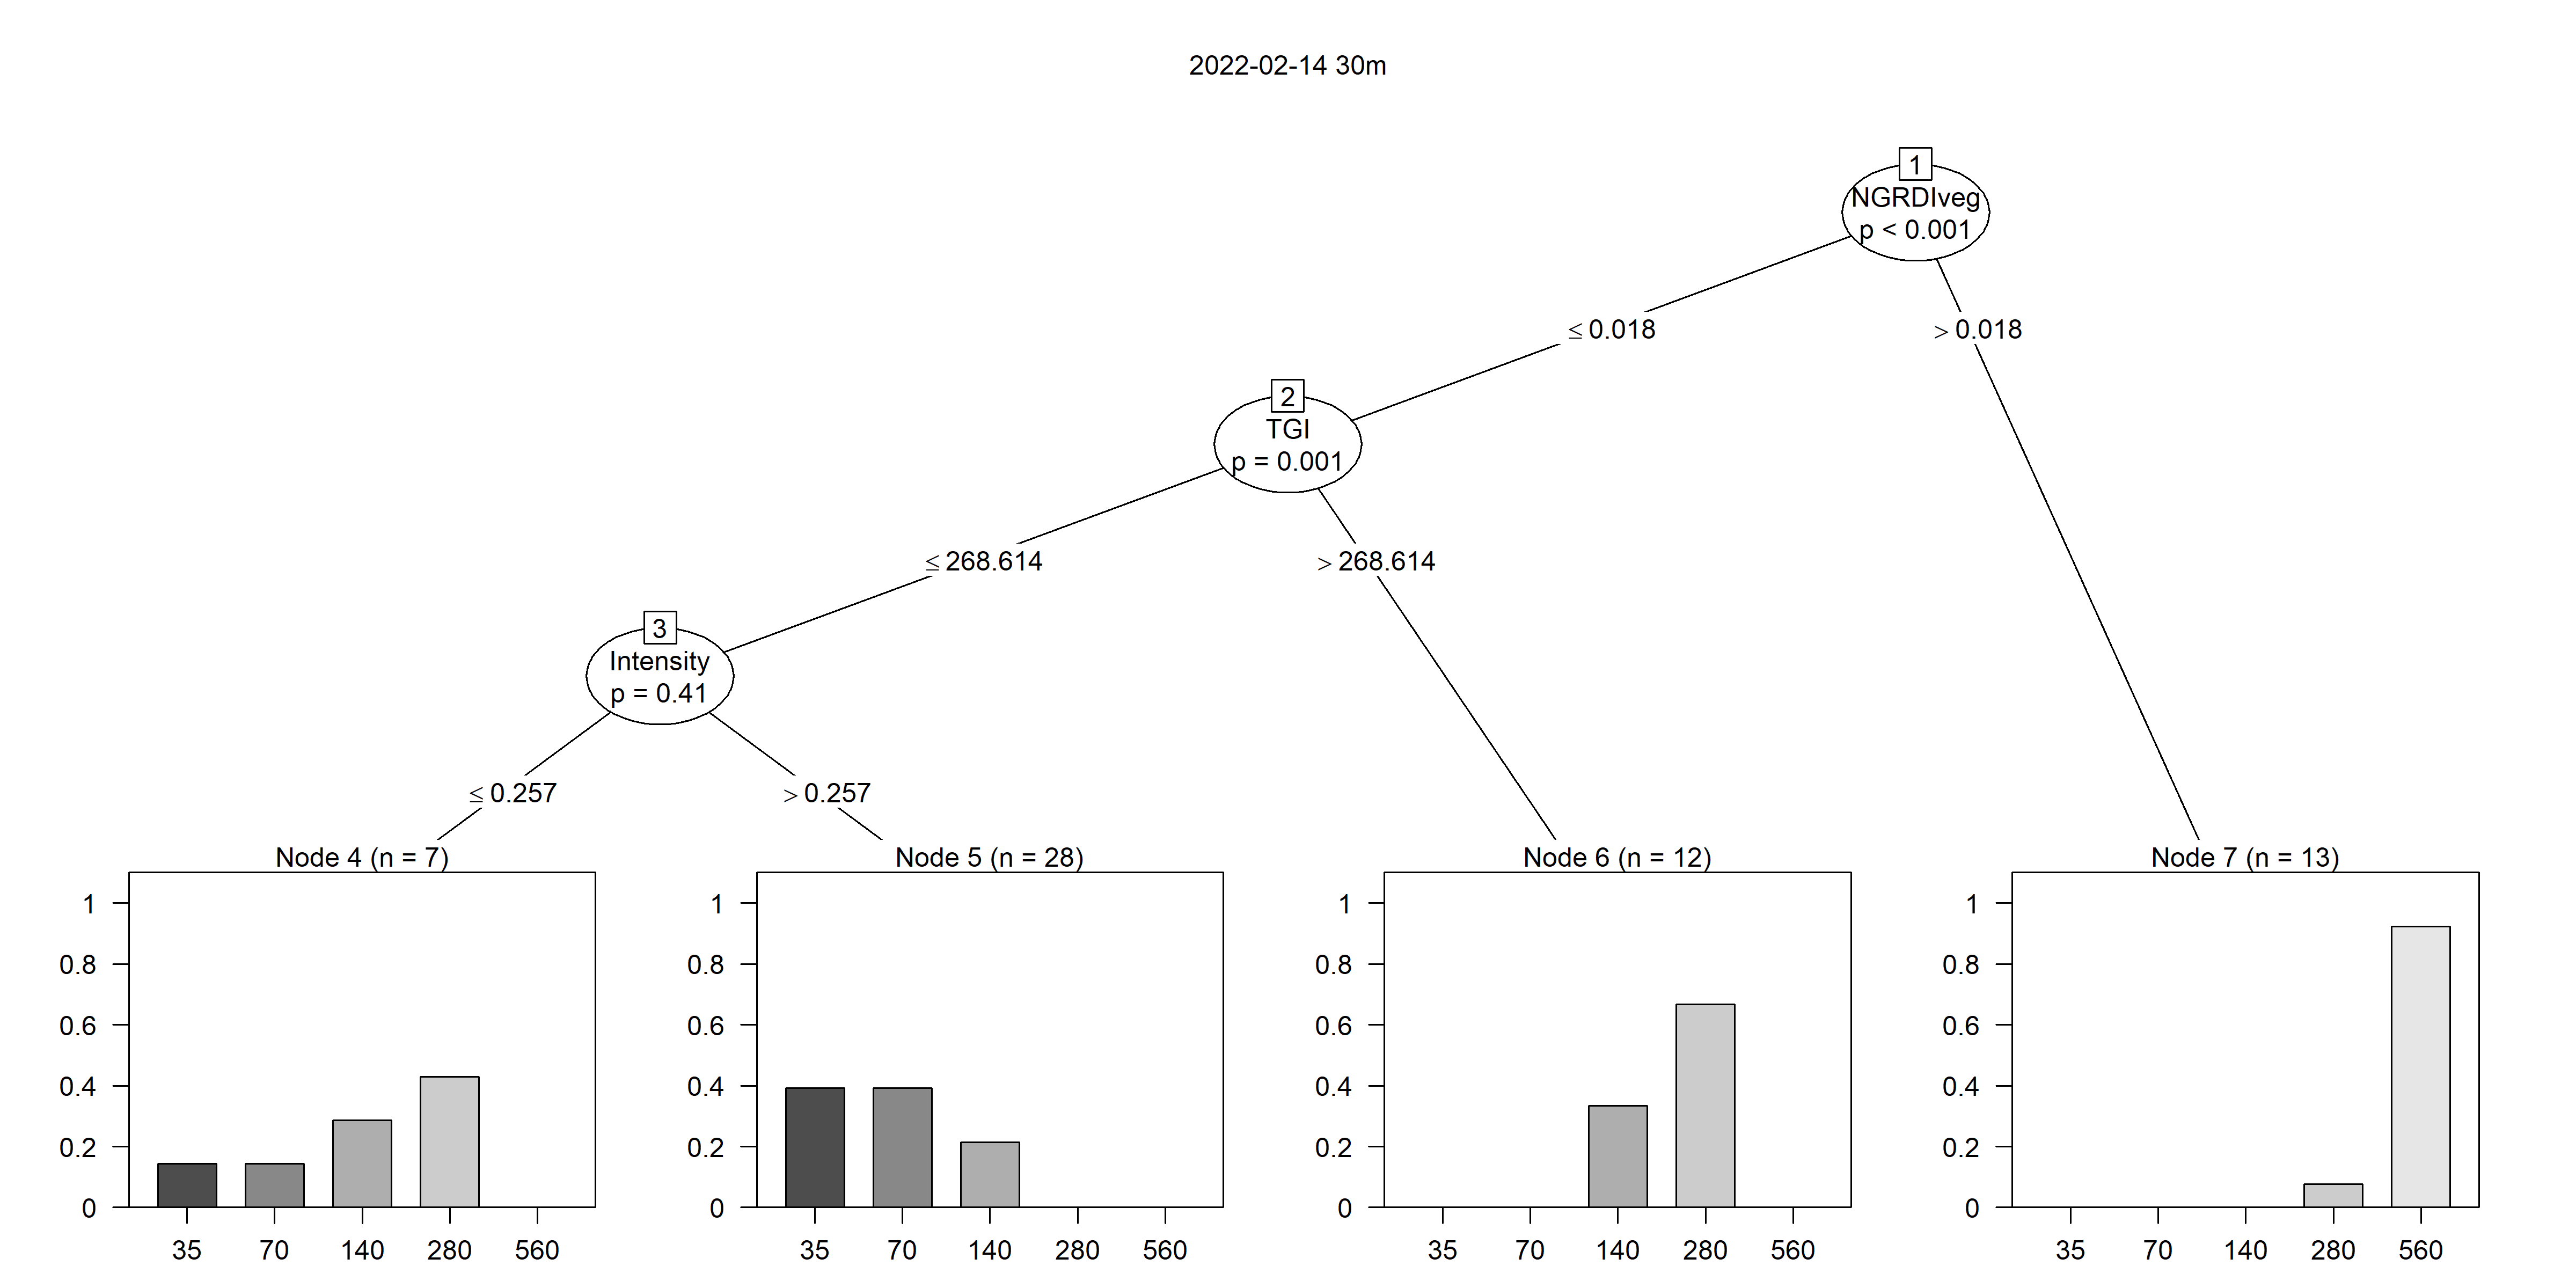 2022-02-14 30m
1
NGRDIveg
p < 0.001
≤ 0.018
> 0.018
2
TGI
p = 0.001
≤ 268.614
> 268.614
3
Intensity
p = 0.41
≤ 0.257
> 0.257
Node 4 (n = 7)
1
0.8
0.6
0.4
0.2
0
35 70 140 280 560
Node 5 (n = 28)
1
0.8
0.6
0.4
0.2
0
35 70 140 280 560
Node 6 (n = 12)
1
0.8
0.6
0.4
0.2
0
35 70 140 280 560
Node 7 (n = 13)
1
0.8
0.6
0.4
0.2
0
35 70 140 280 560